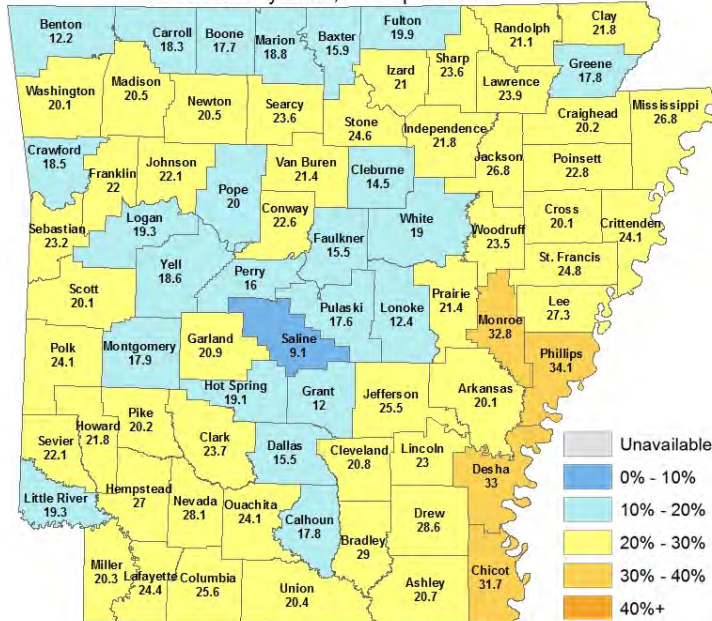 Benton
12.2
Carroll
18.3
Boone
17.7
Marion
18.8
Baxter
15.9
Fulton
19.9
Randolph
21.1
Clay
21.8
Washington
20.1
Madison
20.5
Newton
20.5
Searcy
23.6
Stone
24.6
Izard
21
Sharp
23.6
Lawrence
23.9
Greene
17.8
Independence
21.8
Craighead
20.2
Mississippi
26.8
Crawford
18.5
Franklin
22
Johnson
22.1
Pope
20
Van Buren
21.4
Cleburne
14.5
Jackson
26.8
Poinsett
22.8
Sebastian
23.2
Logan
19.3
Conway
22.6
Faulkner
15.5
White
19
Woodruff
23.5
Cross
20.1
Crittenden
24.1
St. Francis
24.8
Scott
20.1
Yell
18.6
Perry
16
Pulaski
17.6
Lonoke
12.4
Prairie
21.4
Monroe
32.8
Lee
27.3
Phillips
34.1
Polk
24.1
Montgomery
17.9
Garland
20.9
Saline
9.1
Hot Spring
19.1
Grant
12
Jefferson
25.5
Arkansas
20.1
Sevier
22.1
Howard
21.8
Pike
20.2
Clark
23.7
Dallas
15.5
Cleveland
20.8
Lincoln
23
Desha
33
Little River
19.3
Hempstead
27
Nevada
28.1
Ouachita
24.1
Calhoun
17.8
Bradley
29
Drew
28.6
Chicot
31.7
Miller
20.3
Lafayette
24.4
Columbia
25.6
Union
20.4
Ashley
20.7
Unavailable
0% - 10%
10% - 20%
20% - 30%
30% - 40%
40%+